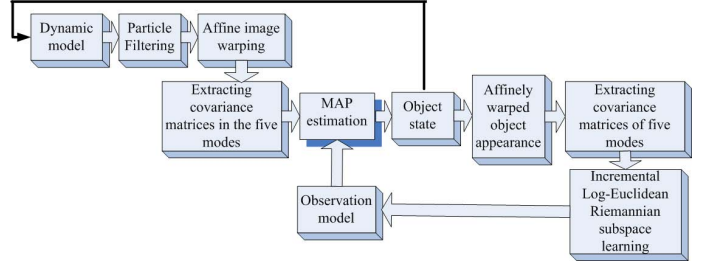 Dynamic
model
Particle
Filtering
Affine image
warping
Extracting
covariance
matrices in the five
modes
MAP
estimation
Object
state
Affinely
warped
object
appearance
Extracting
covariance
matrices of five
modes
Observation
model
Incremental
Log-Euclidean
Riemannian
subspace
learning